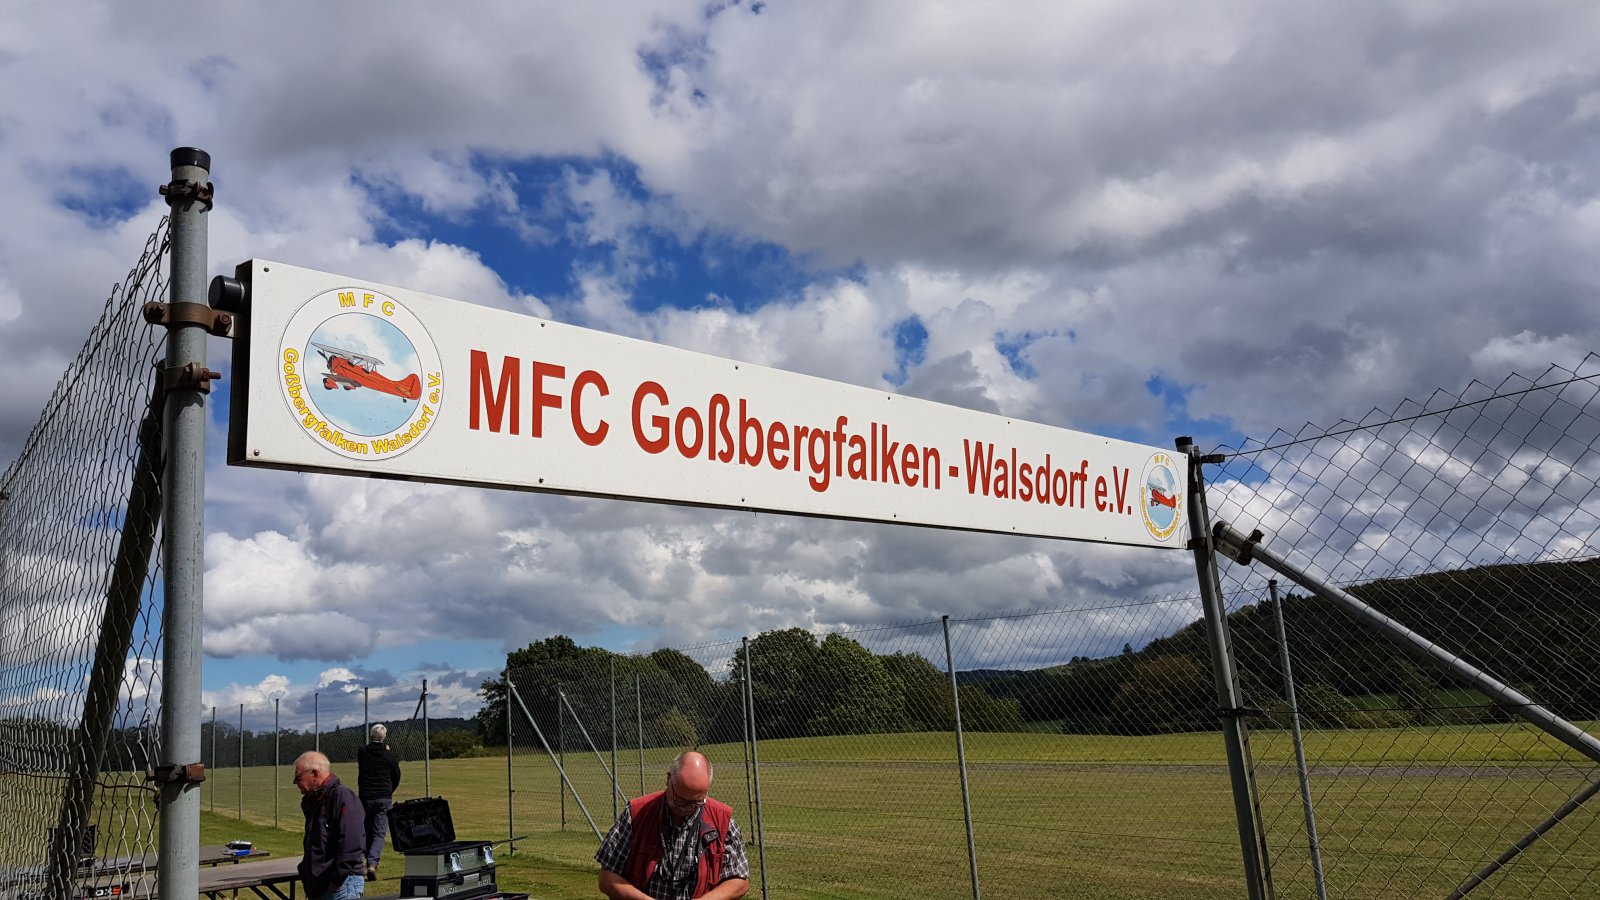 MFC
Goßbergfalken Walsdorf e.V.
MFC Goßbergfalken - Walsdorf e.V.
MFC
Goßbergfalken Walsdorf e.V.